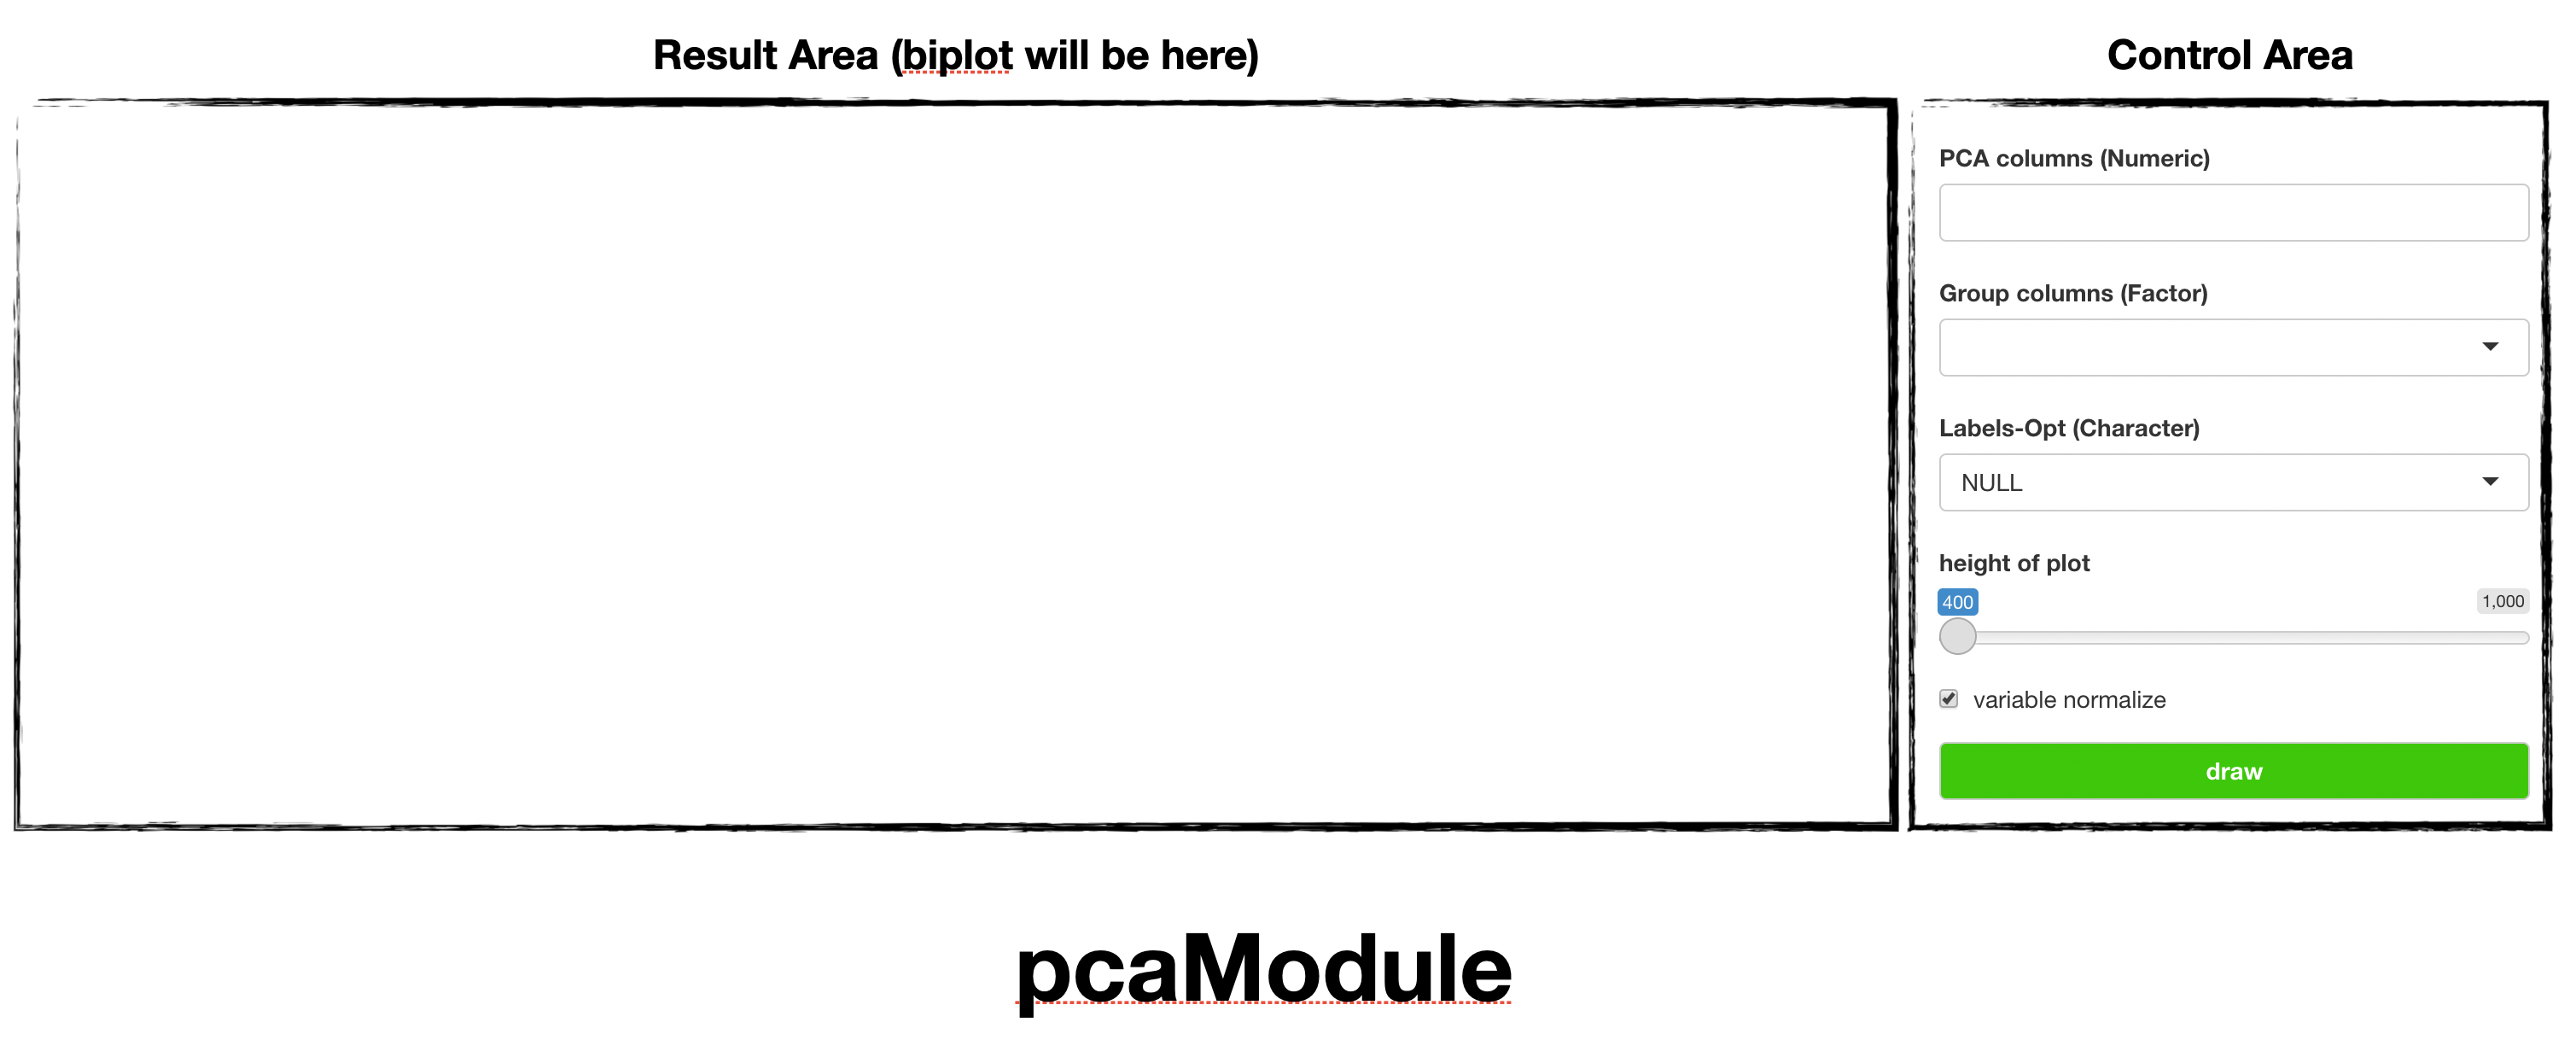 Result Area (biplot will be here)
Control Area
PCA columns (Numeric)
Group columns (Factor)
Labels-Opt (Character)
NULL
height of plot
400
1,000
variable normalize
draw
pcaModule